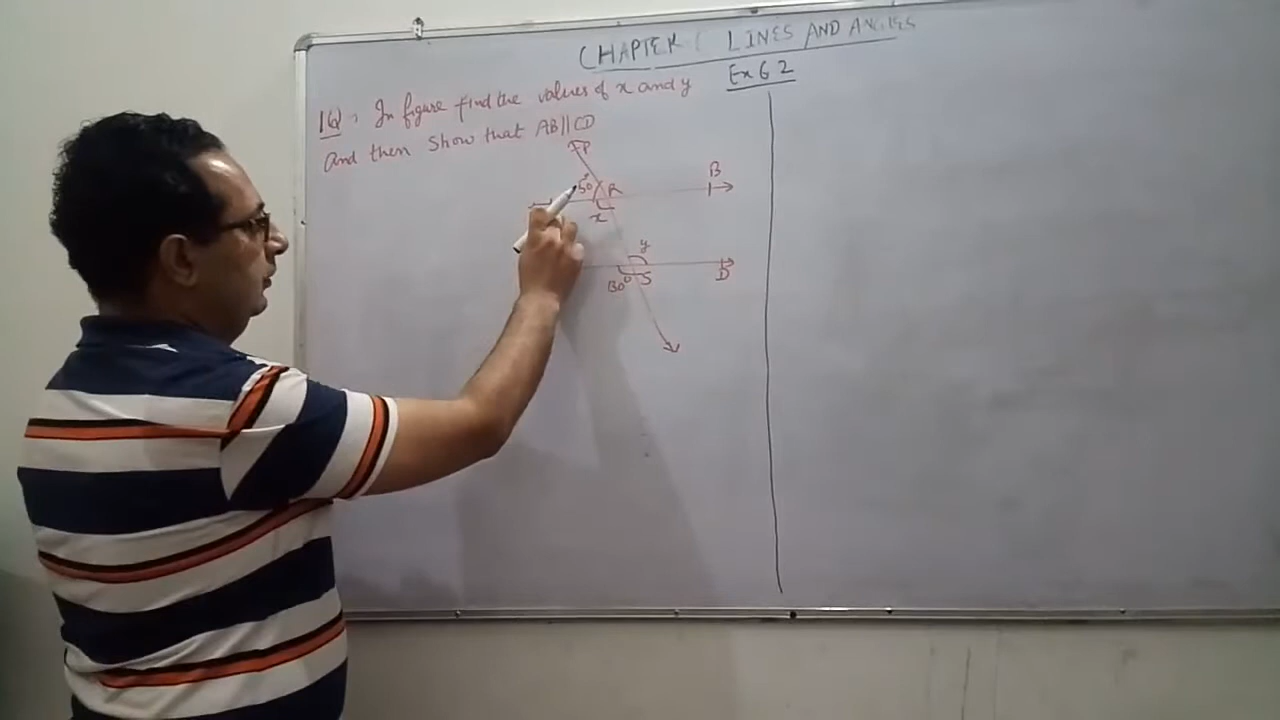 CHAPTER 6 LINES AND ANGLES
Ex 6 2
1Q. In figure find the values of x and y
and then show that AB||CD
P
50°
R
B
x
y
130°
S
D